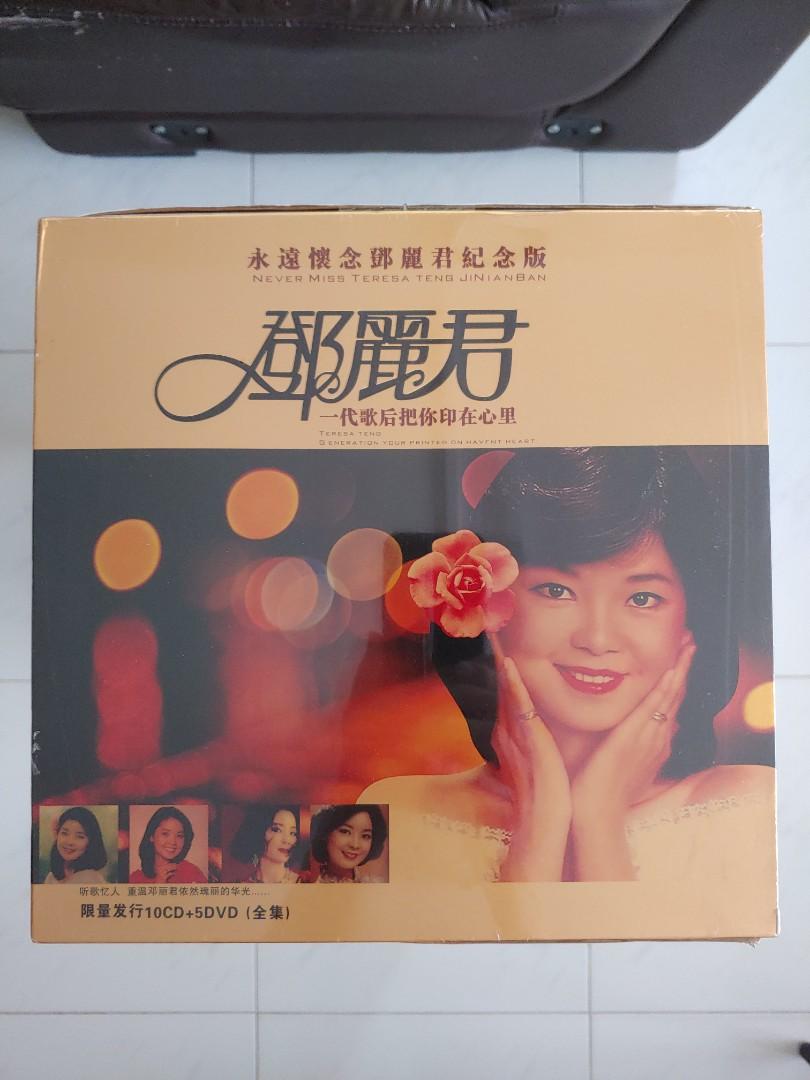 永遠懷念鄧麗君紀念版
NEVER MISS TERESA TENG JINIANBAN
鄧麗君
一代歌后把你印在心里
TERESA TENG
GENERATION YOUR PRINTED ON HAVENT HEART
听歌忆人 重温邓丽君依然瑰丽的华光......
限量发行10CD+5DVD (全集)